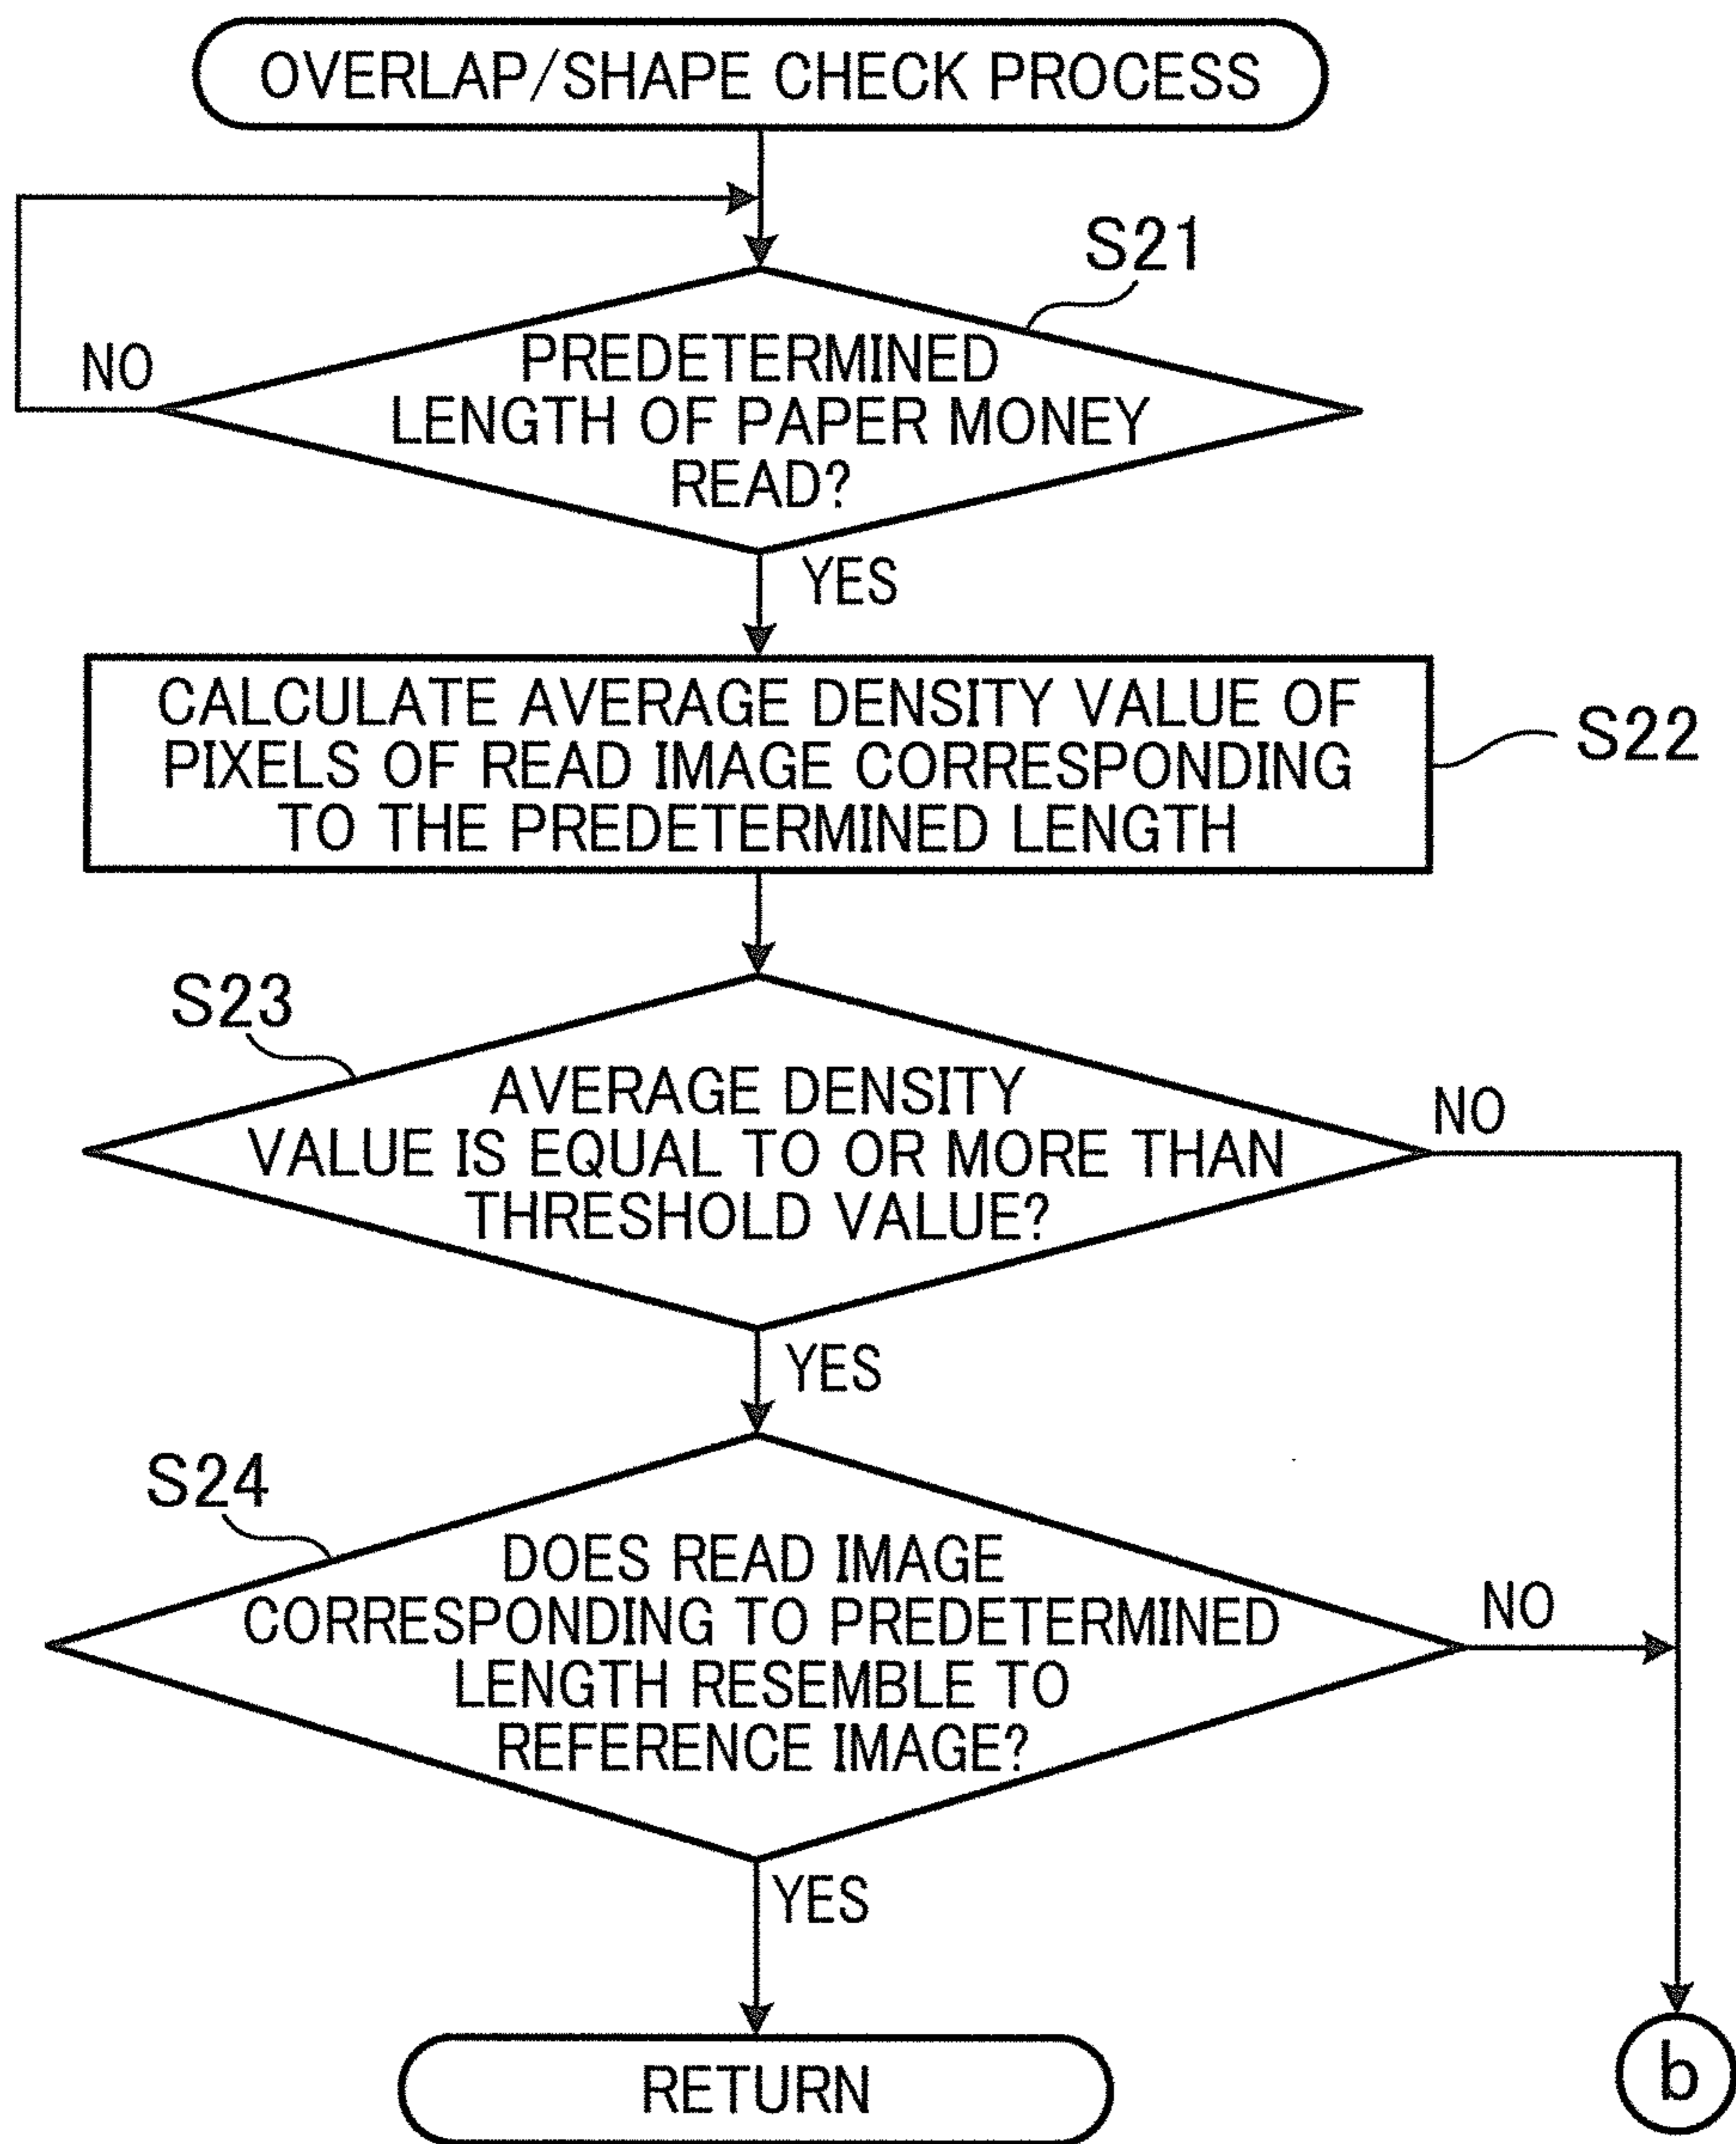 OVERLAP/SHAPE CHECK PROCESS
S21
NO
PREDETERMINED
LENGTH OF PAPER MONEY
READ?
YES
CALCULATE AVERAGE DENSITY VALUE OF
PIXELS OF READ IMAGE CORRESPONDING
TO THE PREDETERMINED LENGTH
S22
S23
AVERAGE DENSITY
VALUE IS EQUAL TO OR MORE THAN
THRESHOLD VALUE?
NO
YES
S24
DOES READ IMAGE
CORRESPONDING TO PREDETERMINED
LENGTH RESEMBLE TO
REFERENCE IMAGE?
NO
YES
RETURN
b